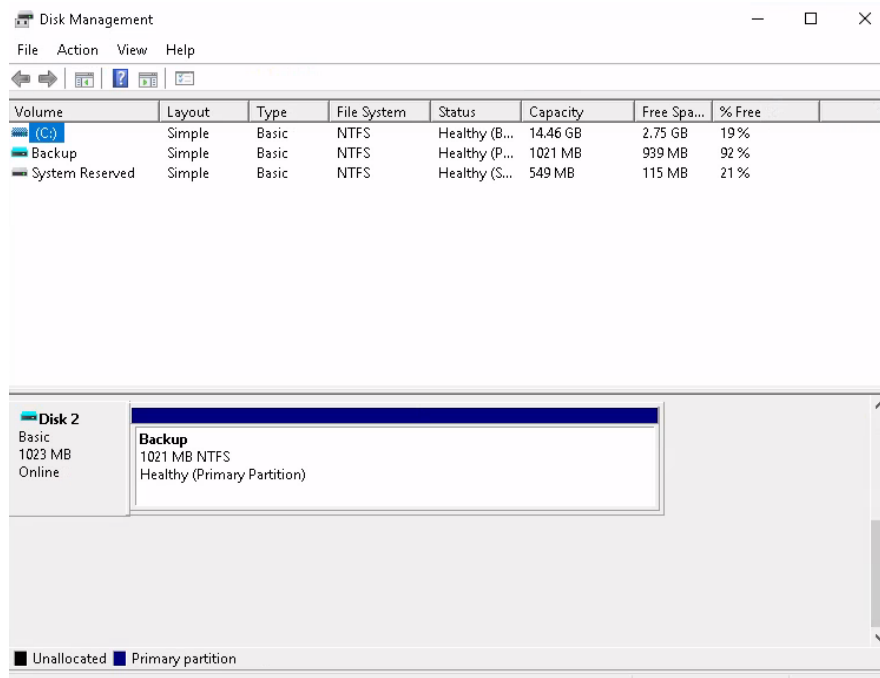 Disk Management
File Action View Help
Volume Layout Type File System Status Capacity Free Spa... % Free
(C:) Simple Basic NTFS Healthy (B... 14.46 GB 2.75 GB 19 %
Backup Simple Basic NTFS Healthy (P... 1021 MB 939 MB 92 %
System Reserved Simple Basic NTFS Healthy (S... 549 MB 115 MB 21 %
Disk 2
Basic
1023 MB
Online
Backup
1021 MB NTFS
Healthy (Primary Partition)
Unallocated Primary partition